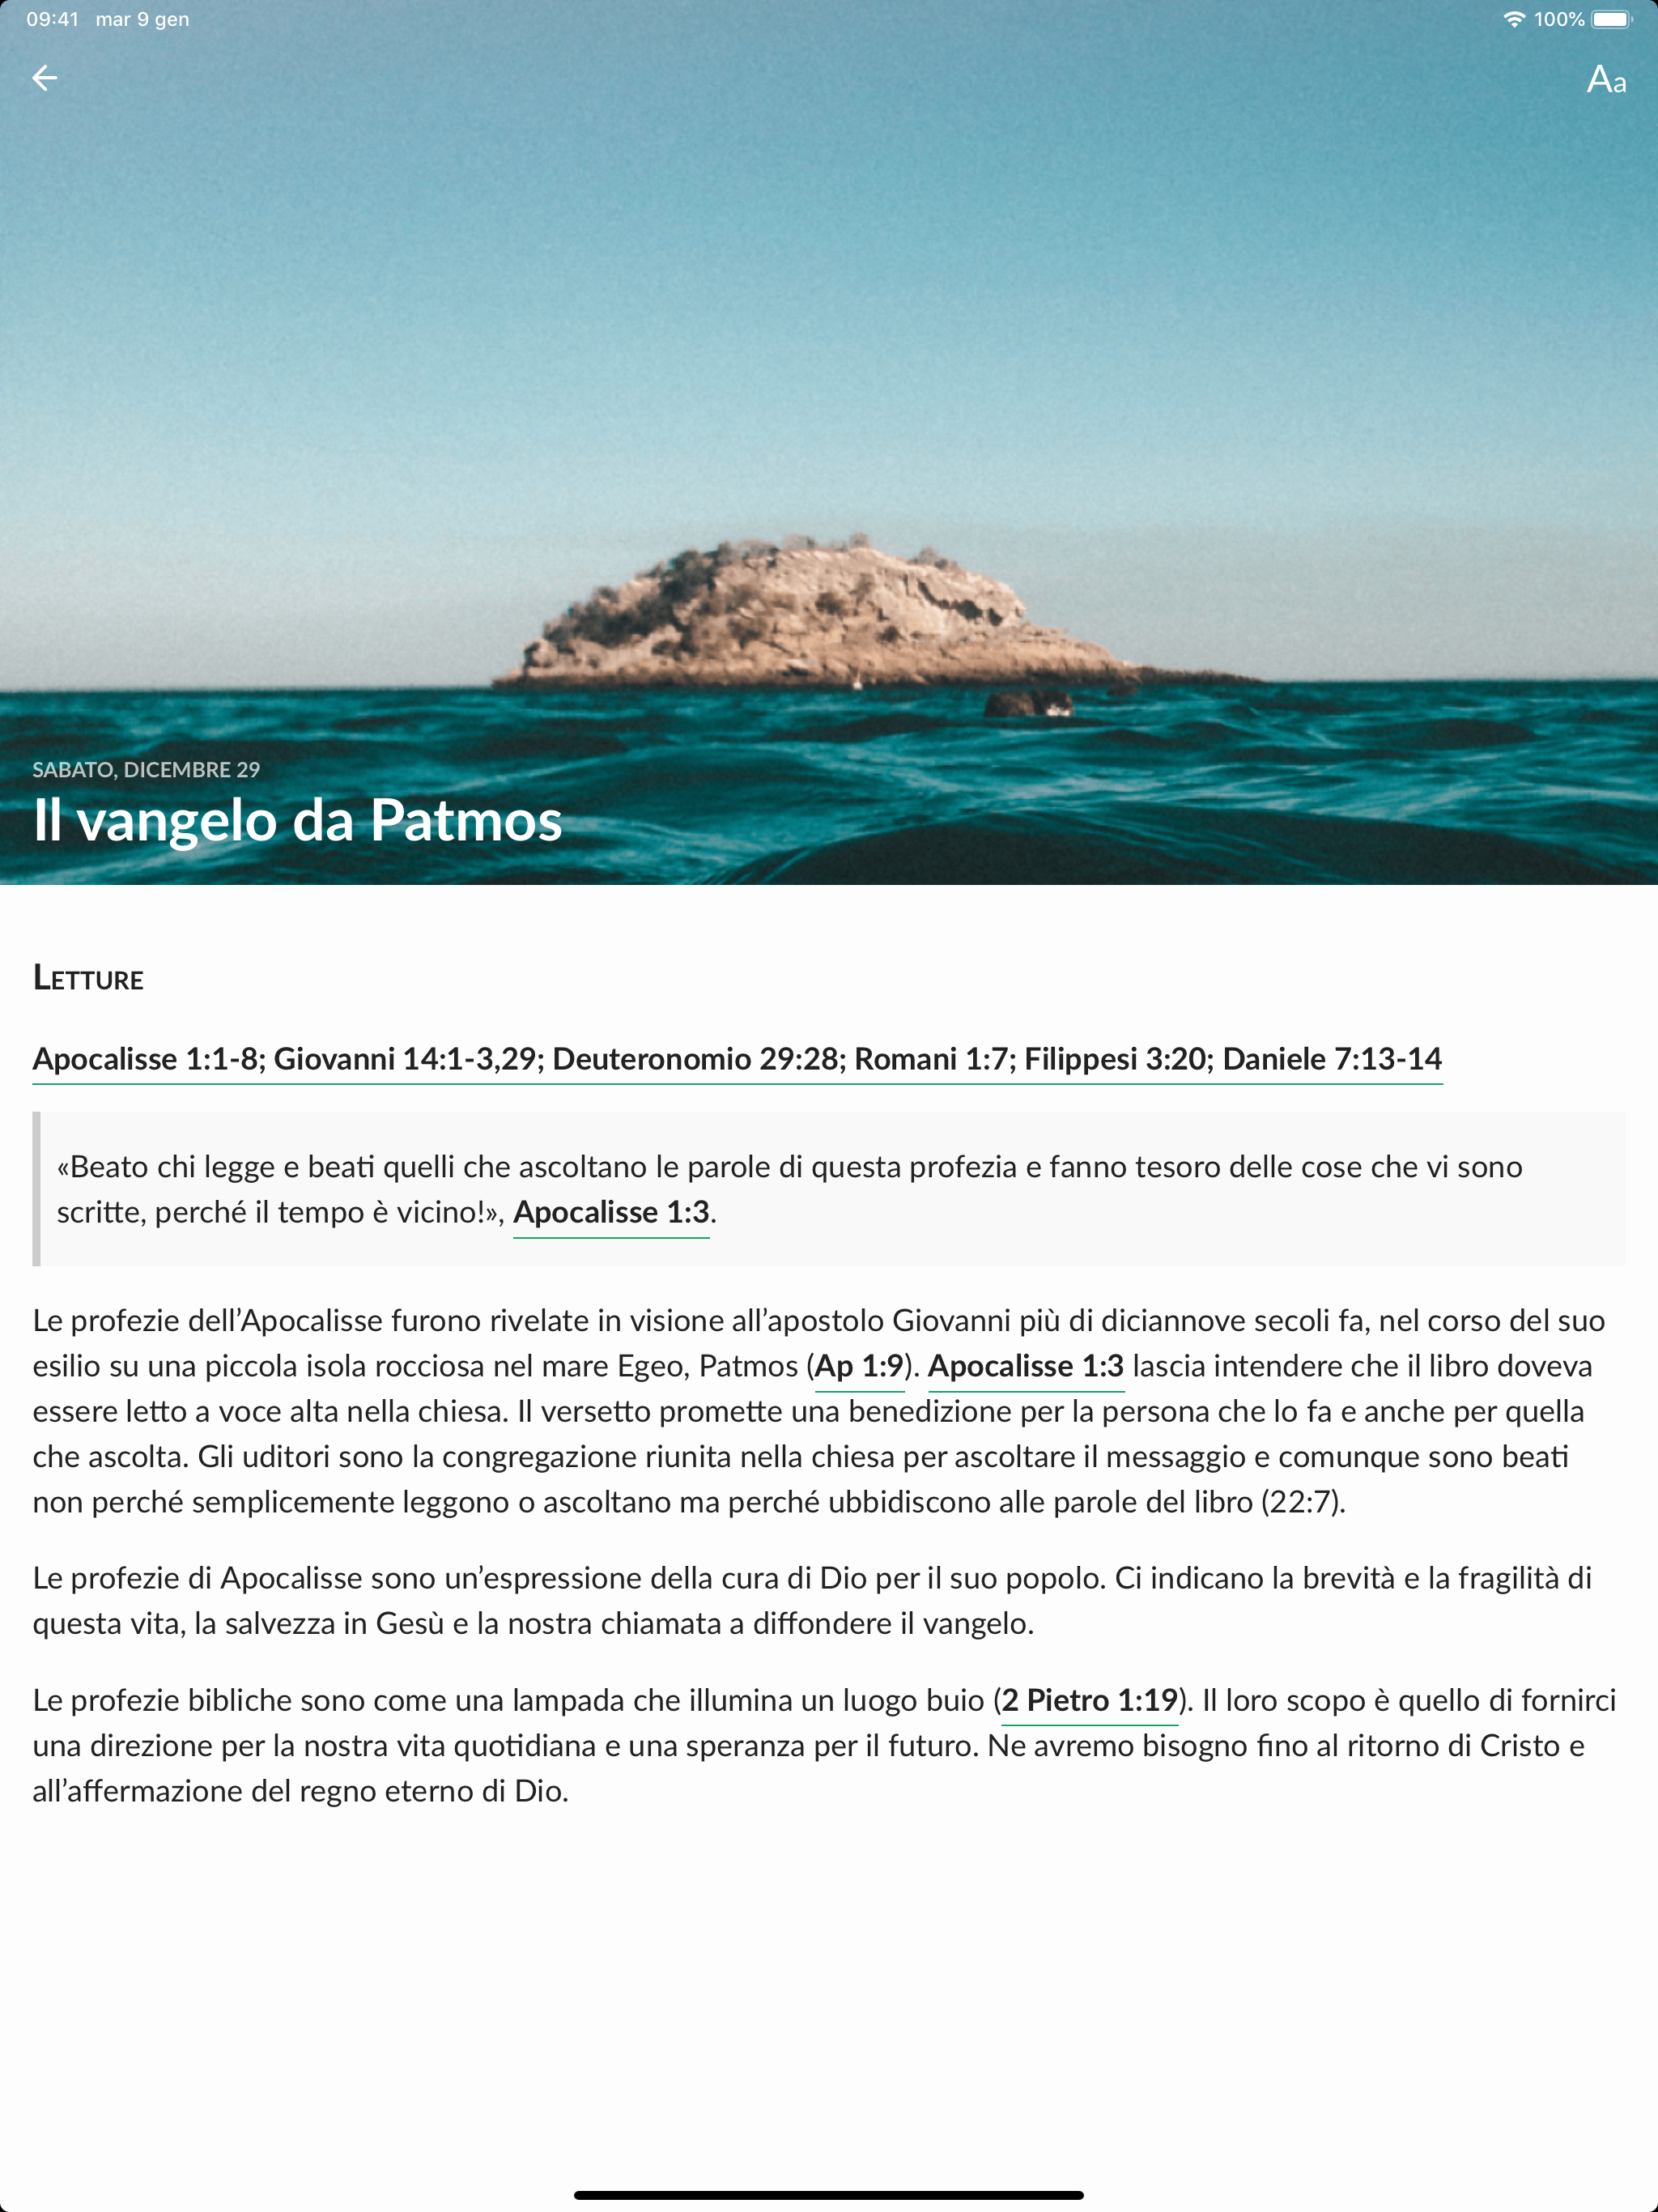 09:41 mar 9 gen 100%
Aa
SABATO, DICEMBRE 29
Il vangelo da Patmos
LETTURE
Apocalisse 1:1-8; Giovanni 14:1-3,29; Deuteronomio 29:28; Romani 1:7; Filippesi 3:20; Daniele 7:13-14
«Beato chi legge e beati quelli che ascoltano le parole di questa profezia e fanno tesoro delle cose che vi sono
scritte, perché il tempo è vicino!», Apocalisse 1:3.
Le profezie dell’Apocalisse furono rivelate in visione all’apostolo Giovanni più di diciannove secoli fa, nel corso del suo
esilio su una piccola isola rocciosa nel mare Egeo, Patmos (Ap 1:9). Apocalisse 1:3 lascia intendere che il libro doveva
essere letto a voce alta nella chiesa. Il versetto promette una benedizione per la persona che lo fa e anche per quella
che ascolta. Gli uditori sono la congregazione riunita nella chiesa per ascoltare il messaggio e comunque sono beati
non perché semplicemente leggono o ascoltano ma perché ubbidiscono alle parole del libro (22:7).
Le profezie di Apocalisse sono un’espressione della cura di Dio per il suo popolo. Ci indicano la brevità e la fragilità di
questa vita, la salvezza in Gesù e la nostra chiamata a diffondere il vangelo.
Le profezie bibliche sono come una lampada che illumina un luogo buio (2 Pietro 1:19). Il loro scopo è quello di fornirci
una direzione per la nostra vita quotidiana e una speranza per il futuro. Ne avremo bisogno fino al ritorno di Cristo e
all’affermazione del regno eterno di Dio.